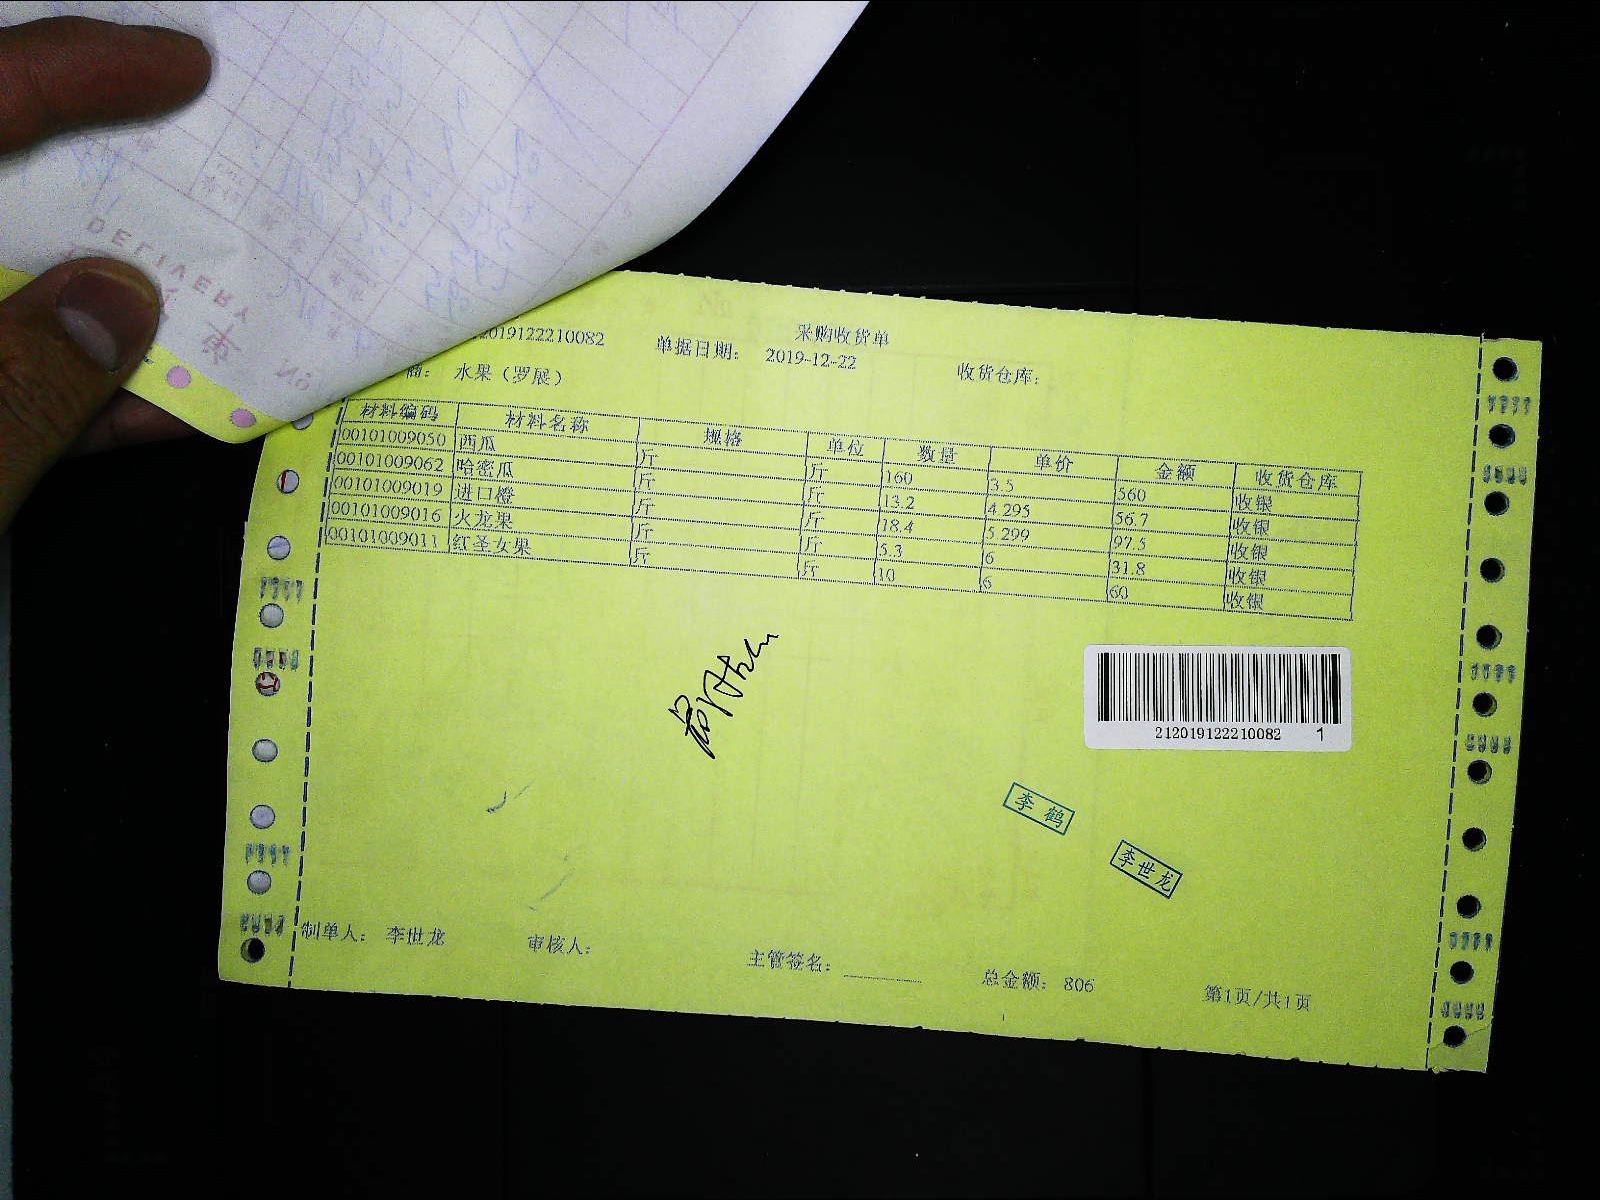 DELIVERY
No
采购收货单
2019122210082 单据日期: 2019-12-22 收货仓库:
商: 水果（罗展）
材料编码 材料名称 规格 单位 数量 单价 金额 收货仓库
00101009050 西瓜 斤 斤 160 3.5 560 收银
00101009062 哈密瓜 斤 斤 13.2 4.295 56.7 收银
00101009019 进口橙 斤 斤 18.4 5.299 97.5 收银
00101009016 火龙果 斤 斤 5.3 6 31.8 收银
00101009011 红圣女果 斤 斤 10 6 60 收银
212019122210082 1
李鹤
李世龙
制单人: 李世龙 审核人: 主管签名: 总金额: 806 第1页/共1页